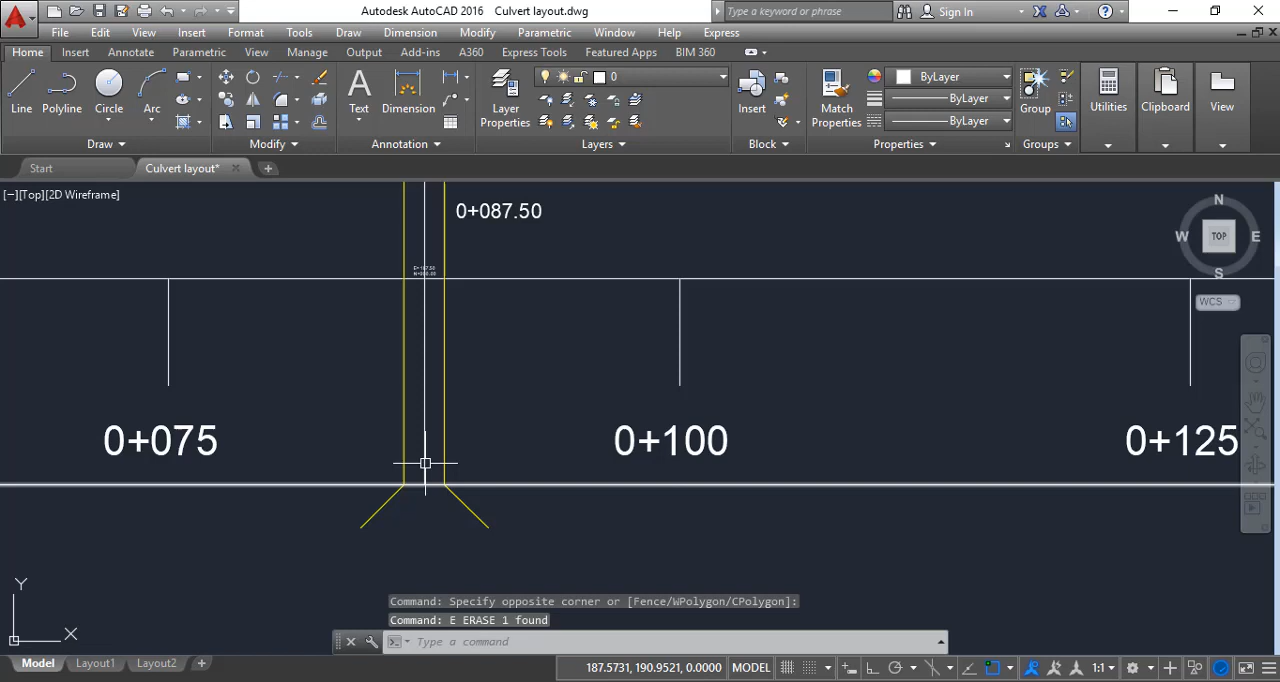 Autodesk AutoCAD 2016 Culvert layout.dwg
Type a keyword or phrase
Sign In
File Edit View Insert Format Tools Draw Dimension Modify Parametric Window Help Express
Home Insert Annotate Parametric View Manage Output Add-ins A360 Express Tools Featured Apps BIM 360
Line Polyline Circle Arc
Text Dimension
Layer
Properties
0
Insert
Match
Properties
ByLayer
ByLayer
ByLayer
Group
Utilities
Clipboard
View
Draw
Modify
Annotation
Layers
Block
Properties
Groups
Start
Culvert layout*
[−][Top][2D Wireframe]
0+087.50
N
W TOP E
S
WCS
0+075
0+100
0+125
Y
X
Command: Specify opposite corner or [Fence/WPolygon/CPolygon]:
Command: E ERASE 1 found
Type a command
Model Layout1 Layout2
187.5731, 190.9521, 0.0000 MODEL
1:1